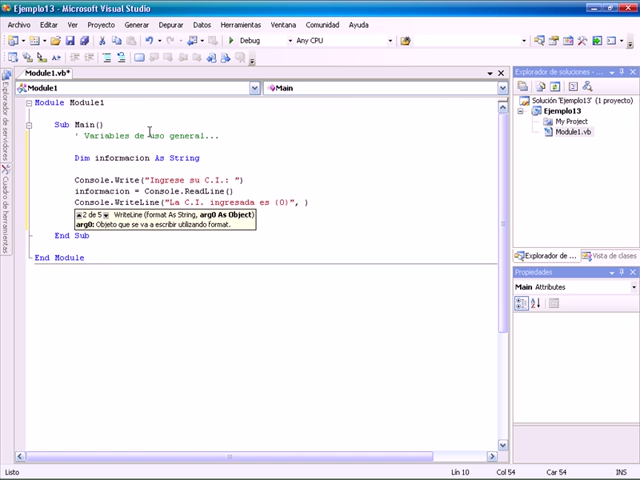 Ejemplo13 - Microsoft Visual Studio
Archivo Editar Ver Proyecto Generar Depurar Datos Herramientas Ventana Comunidad Ayuda
Debug Any CPU
Module1.vb*
Module1 Main
Module Module1
Sub Main()
' Variables de uso general...
Dim informacion As String
Console.Write("Ingrese su C.I.: ")
informacion = Console.ReadLine()
Console.WriteLine("La C.I. ingresada es {0}", )
2 de 5 WriteLine (format As String, arg0 As Object)
arg0: Objeto que se va a escribir utilizando format.
End Sub
End Module
Explorador de servidores
Cuadro de herramientas
Explorador de soluciones -
Solución 'Ejemplo13' (1 proyecto)
Ejemplo13
My Project
Module1.vb
Explorador de ... Vista de clases
Propiedades
Main Attributes
Listo Lín 10 Col 54 Car 54 INS